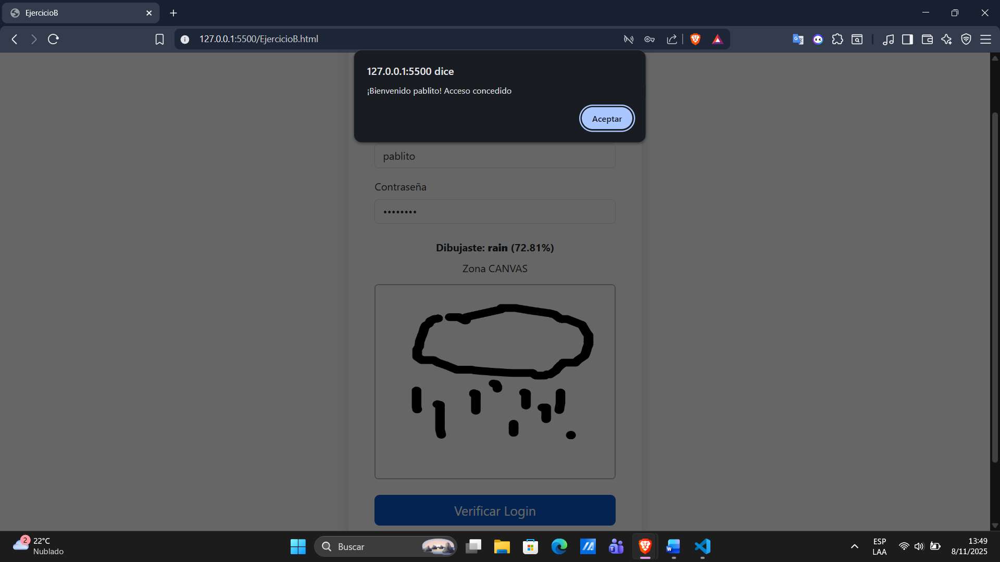 EjercicioB
127.0.0.1:5500/EjercicioB.html
127.0.0.1:5500 dice
¡Bienvenido pablito! Acceso concedido
Aceptar
pablito
Contraseña
••••••••
Dibujaste: rain (72.81%)
Zona CANVAS
Verificar Login
2
22°C
Nublado
Buscar
ESP
LAA
13:49
8/11/2025